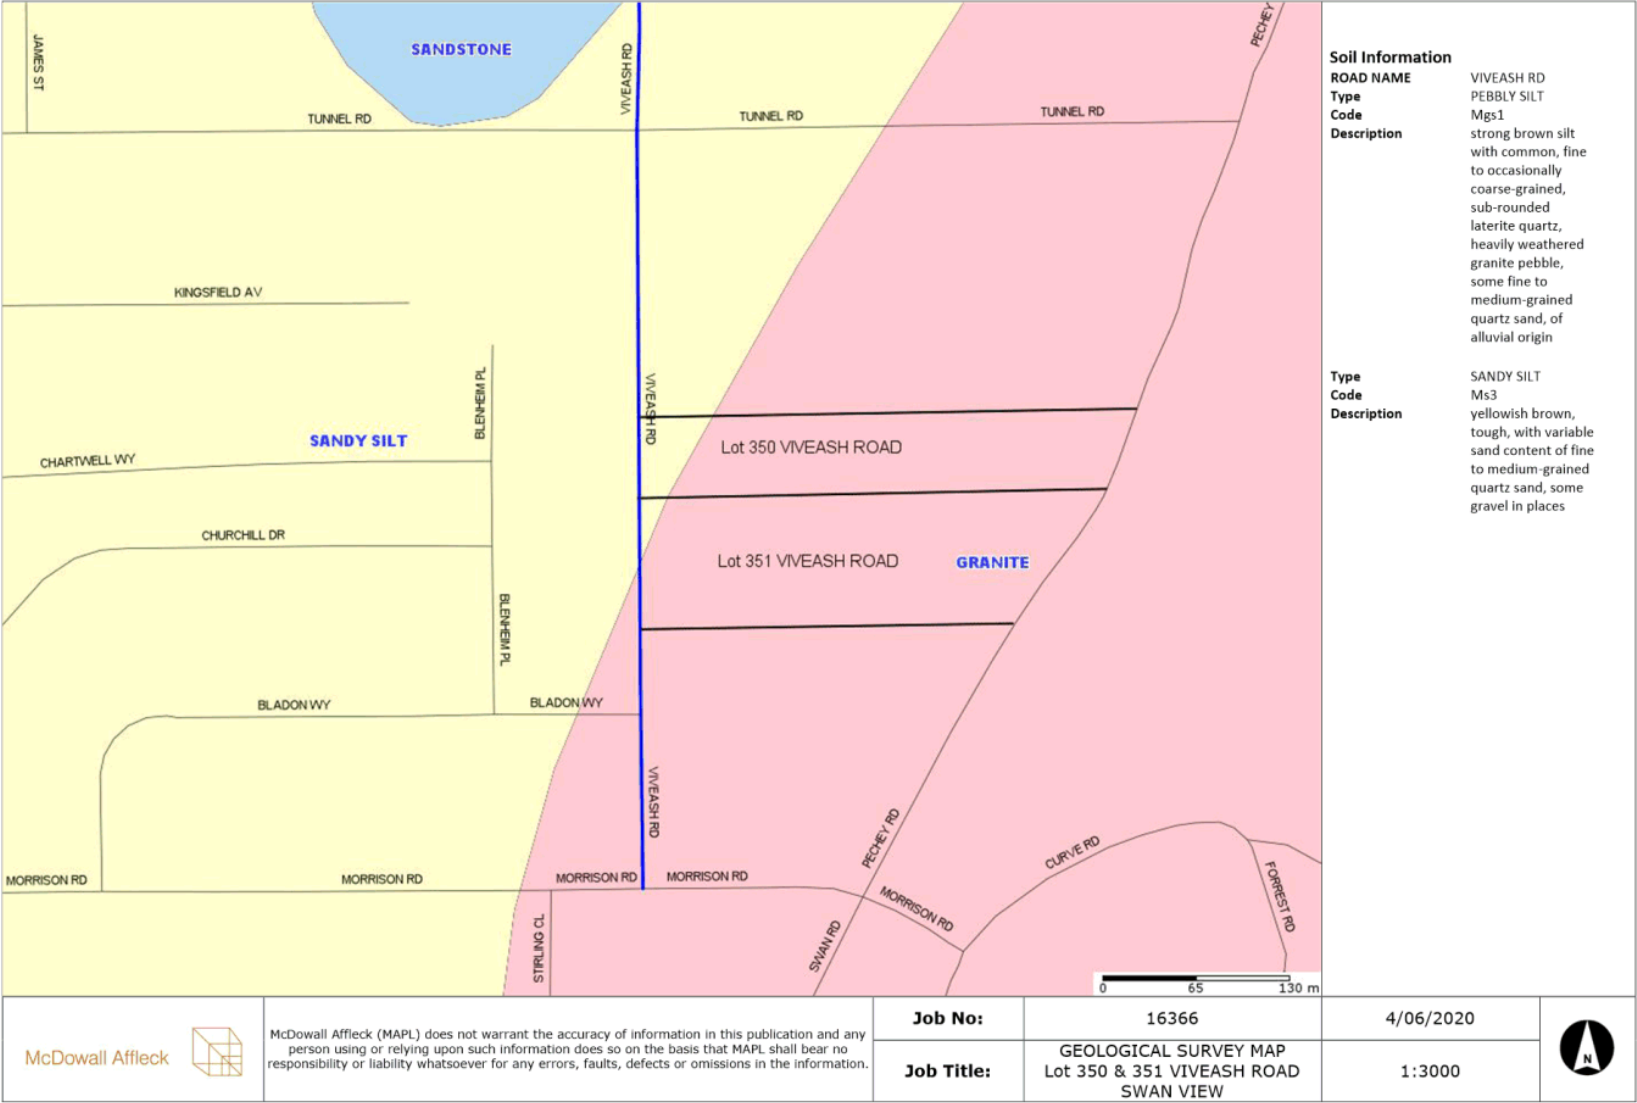 JAMES ST
SANDSTONE
VIVEASH RD
PECHEY
TUNNEL RD
TUNNEL RD
TUNNEL RD
KINGSFIELD AV
BLENHEIM PL
VIVEASH RD
SANDY SILT
CHARTWELL WY
Lot 350 VIVEASH ROAD
CHURCHILL DR
Lot 351 VIVEASH ROAD
GRANITE
BLENHEIM PL
BLADON WY
BLADON WY
VIVEASH RD
PECHEY RD
CURVE RD
MORRISON RD
MORRISON RD
MORRISON RD
MORRISON RD
MORRISON RD
FORREST RD
STIRLING CL
SWAN RD
0 65 130 m
Soil Information
ROAD NAME VIVEASH RD
Type PEBBLY SILT
Code Mgs1
Description strong brown silt
with common, fine
to occasionally
coarse-grained,
sub-rounded
laterite quartz,
heavily weathered
granite pebble,
some fine to
medium-grained
quartz sand, of
alluvial origin
Type SANDY SILT
Code Ms3
Description yellowish brown,
tough, with variable
sand content of fine
to medium-grained
quartz sand, some
gravel in places
McDowall Affleck
McDowall Affleck (MAPL) does not warrant the accuracy of information in this publication and any
person using or relying upon such information does so on the basis that MAPL shall bear no
responsibility or liability whatsoever for any errors, faults, defects or omissions in the information.
Job No: 16366 4/06/2020
Job Title:
GEOLOGICAL SURVEY MAP
Lot 350 & 351 VIVEASH ROAD
SWAN VIEW
1:3000
N